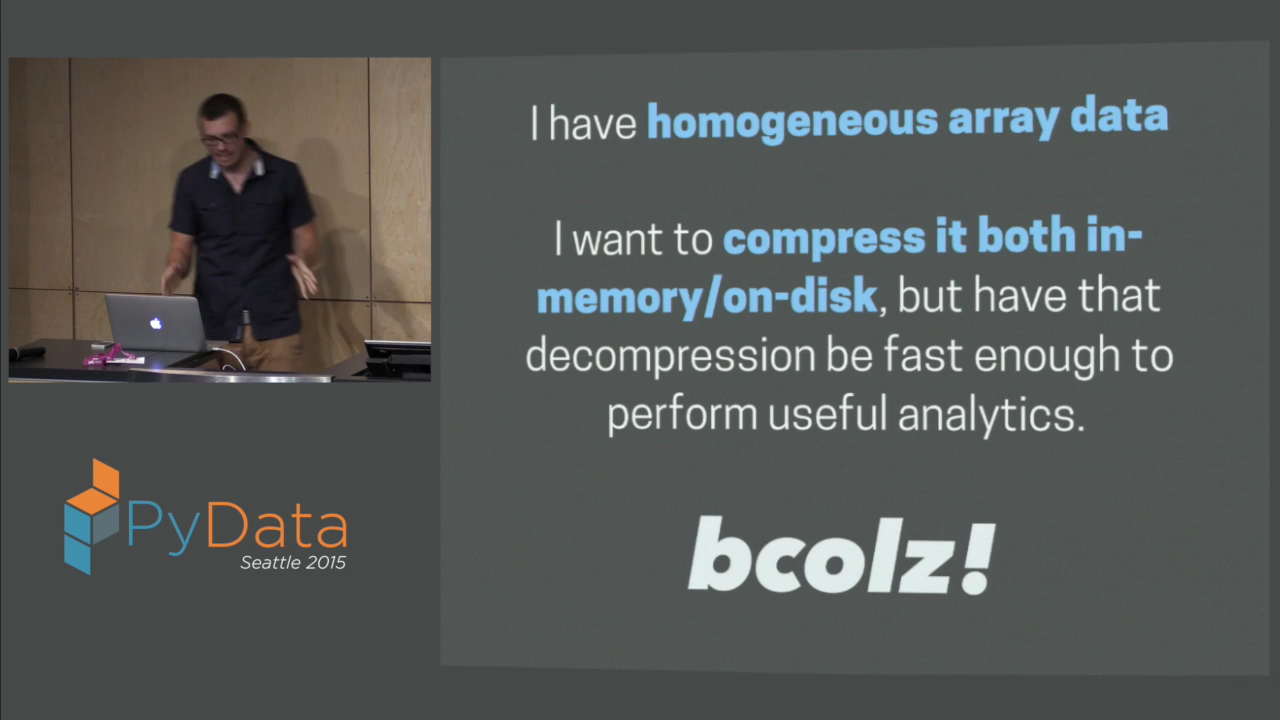 I have homogeneous array data
I want to compress it both in-
memory/on-disk, but have that
decompression be fast enough to
perform useful analytics.
bcolz!
PyData
Seattle 2015